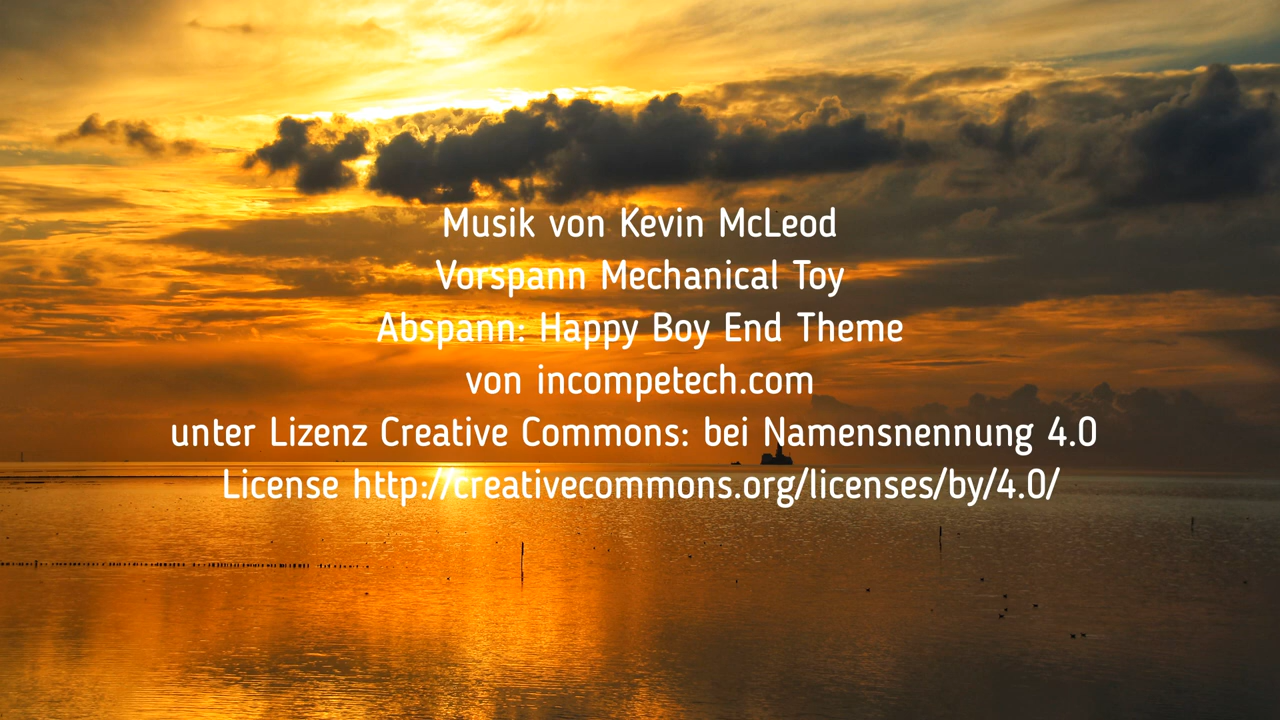 Musik von Kevin McLeod
Vorspann Mechanical Toy
Abspann: Happy Boy End Theme
von incompetech.com
unter Lizenz Creative Commons: bei Namensnennung 4.0
License http://creativecommons.org/licenses/by/4.0/